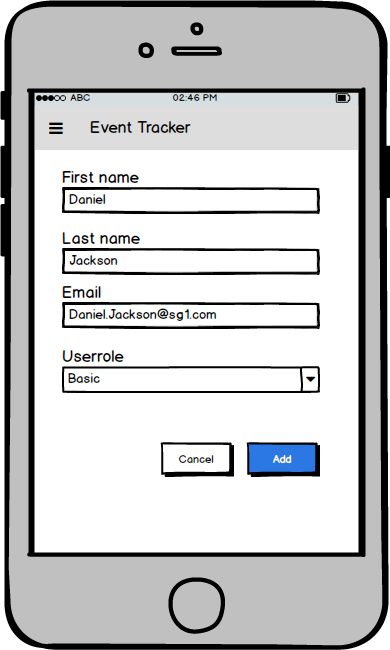 ABC 02:46 PM
Event Tracker
First name
Daniel
Last name
Jackson
Email
Daniel.Jackson@sg1.com
Userrole
Basic
Cancel Add